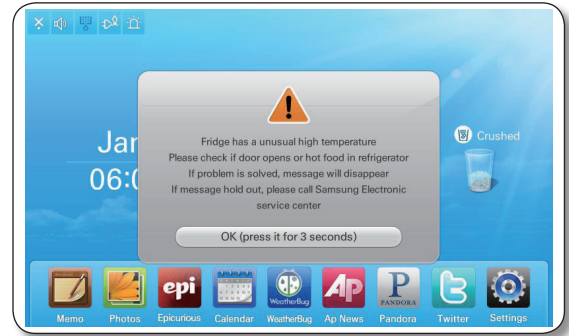 Jan
06:0
Crushed
Fridge has a unusual high temperature
Please check if door opens or hot food in refrigerator
If problem is solved, message will disappear
If message hold out, please call Samsung Electronic
service center
OK (press it for 3 seconds)
epi
WeatherBug
Ap
P
PANDORA
Memo Photos Epicurious Calendar WeatherBug Ap News Pandora Twitter Settings